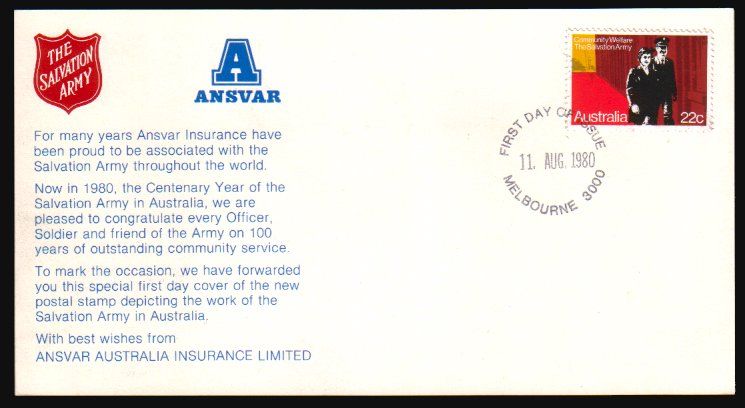 THE
SALVATION
ARMY
A
ANSVAR
For many years Ansvar Insurance have
been proud to be associated with the
Salvation Army throughout the world.
Now in 1980, the Centenary Year of the
Salvation Army in Australia, we are
pleased to congratulate every Officer,
Soldier and friend of the Army on 100
years of outstanding community service.
To mark the occasion, we have forwarded
you this special first day cover of the new
postal stamp depicting the work of the
Salvation Army in Australia.
With best wishes from
ANSVAR AUSTRALIA INSURANCE LIMITED
Community Welfare
The Salvation Army
Australia 22c
FIRST DAY OF ISSUE
11. AUG. 1980
MELBOURNE 3000